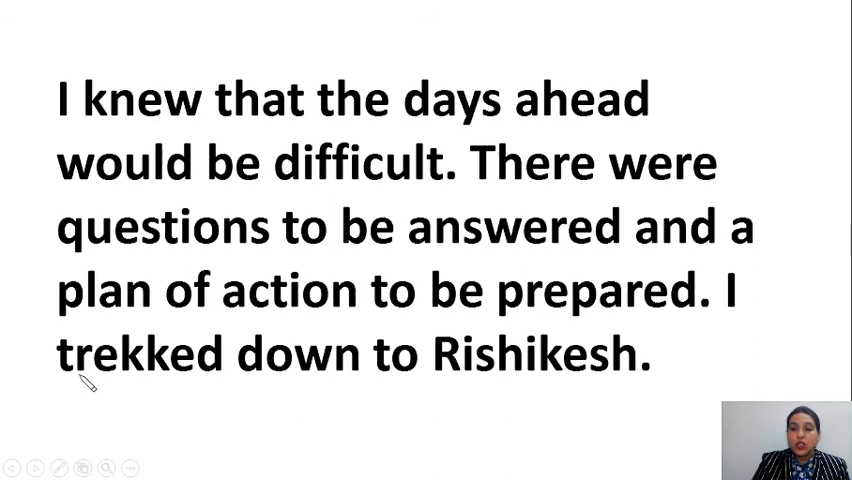 I knew that the days ahead
would be difficult. There were
questions to be answered and a
plan of action to be prepared. I
trekked down to Rishikesh.